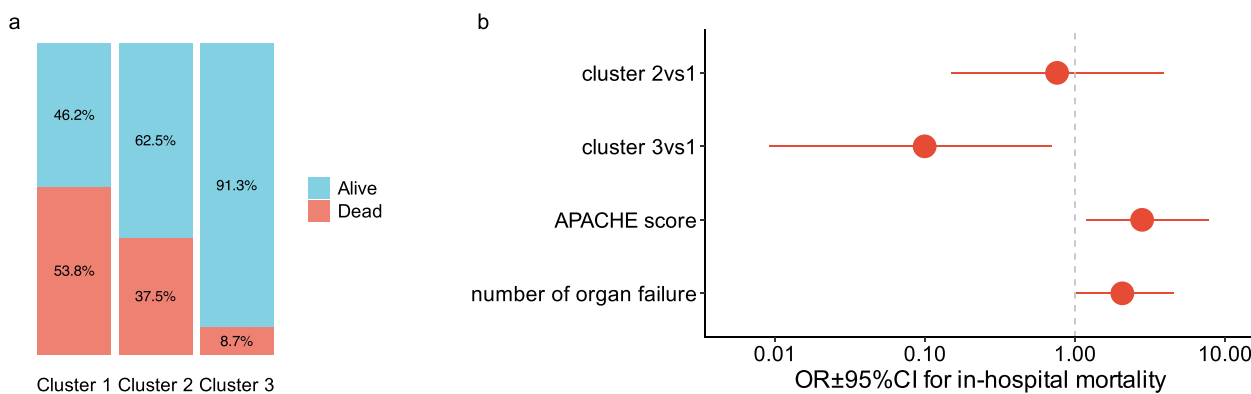 a
46.2%
62.5%
91.3%
53.8%
37.5%
8.7%
Cluster 1 Cluster 2 Cluster 3
Alive
Dead
b
cluster 2vs1
cluster 3vs1
APACHE score
number of organ failure
0.01 0.10 1.00 10.00
OR±95%CI for in-hospital mortality